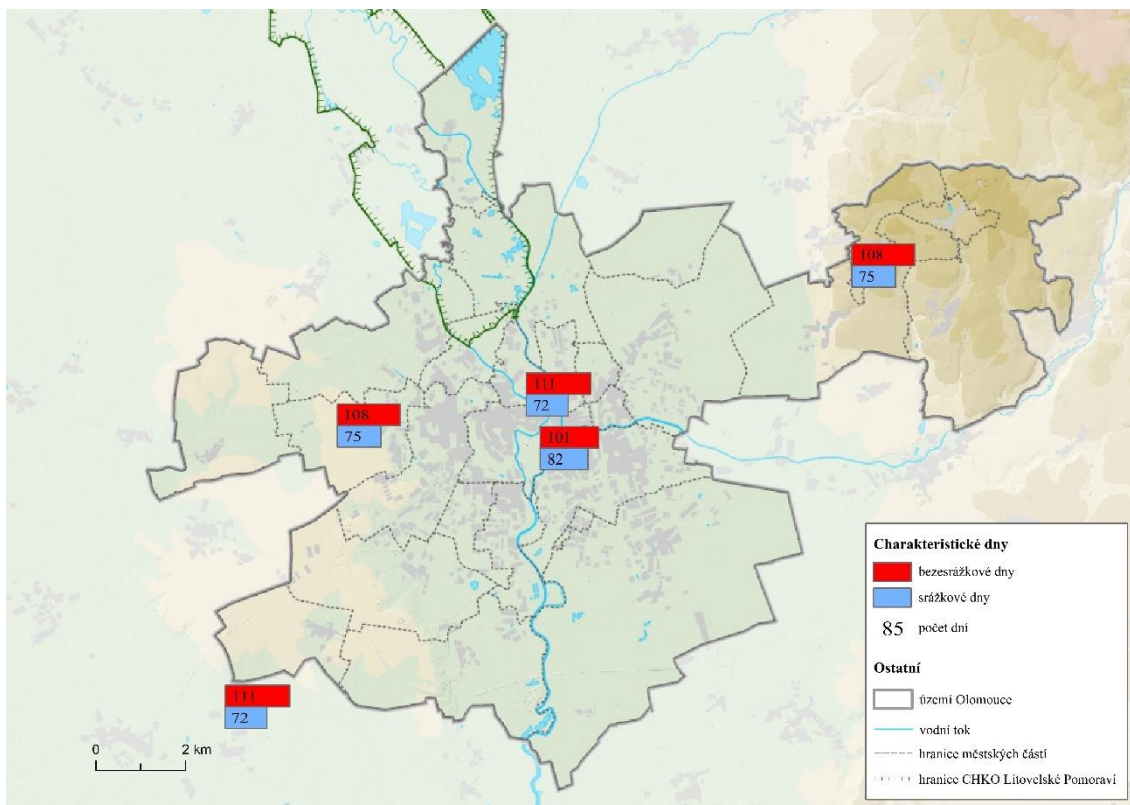 108
75
111
72
108
75
101
82
111
72
0 2 km
Charakteristické dny
bezesrážkové dny
srážkové dny
85 počet dní
Ostatní
území Olomouce
vodní tok
hranice městských částí
hranice CHKO Litovelské Pomoraví